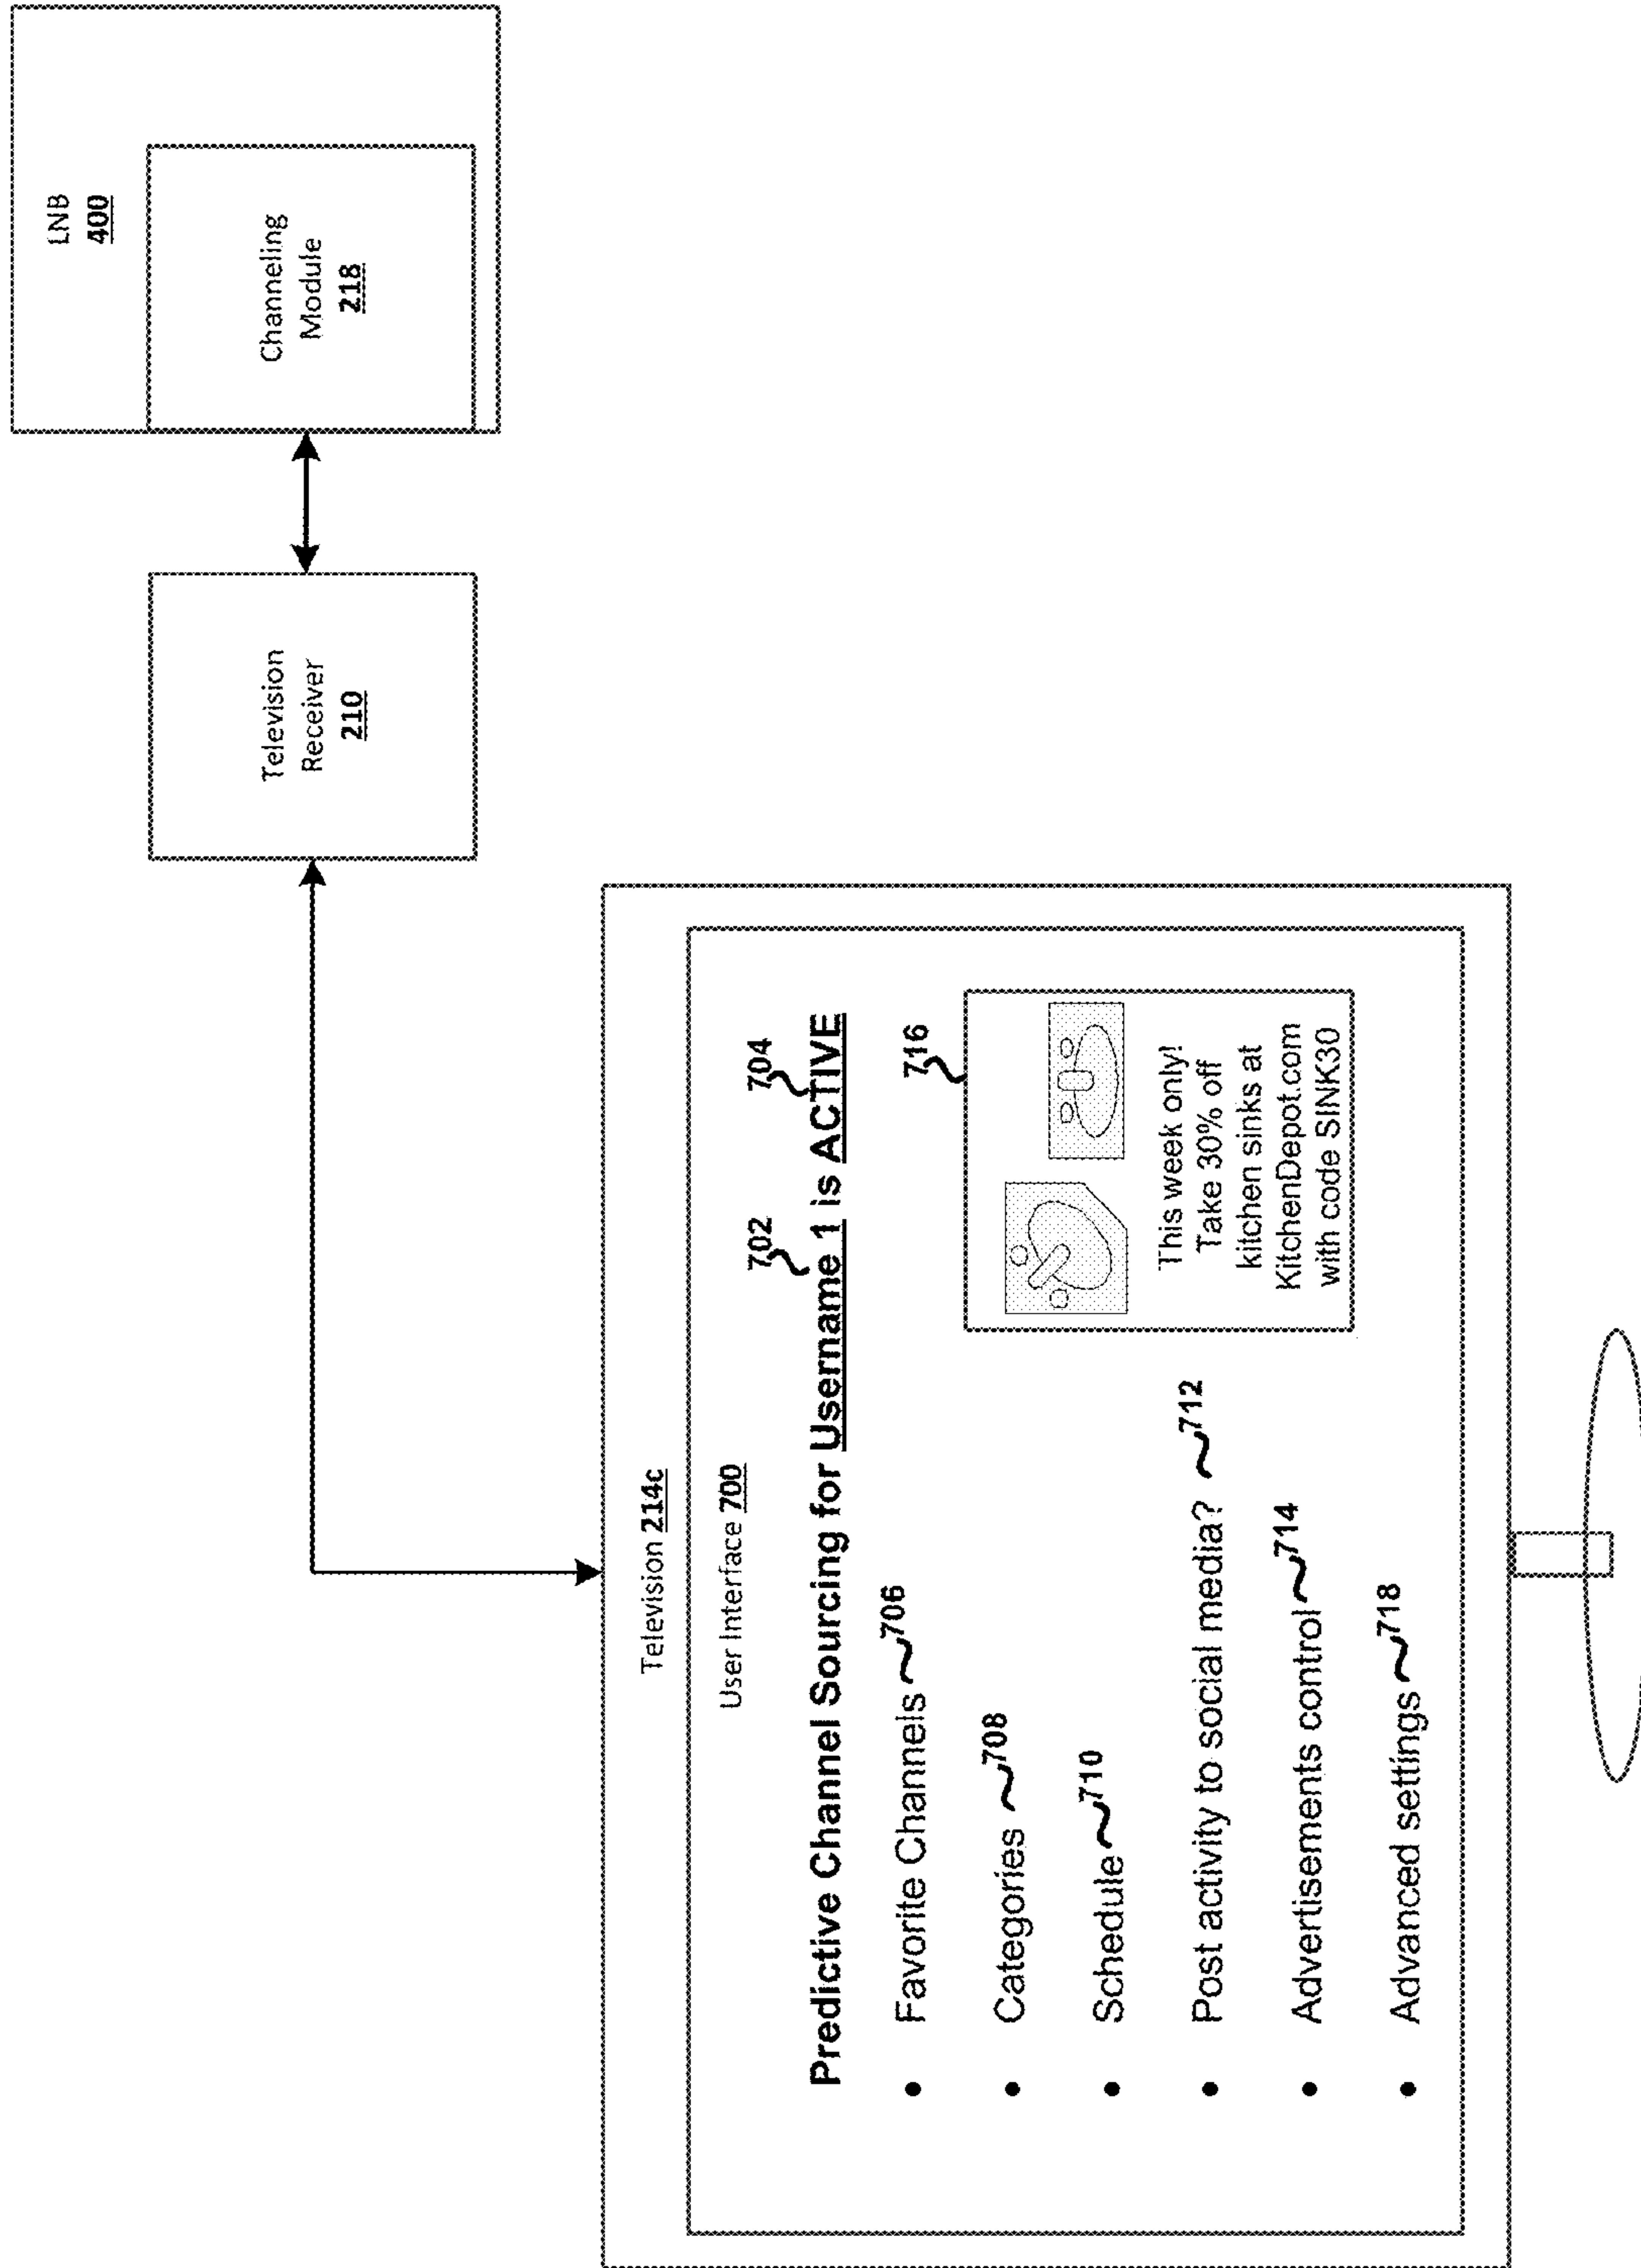 LNB
400
Channeling
Module
218
Television
Receiver
210
Television 214c
User Interface 700
702
704
Predictive Channel Sourcing for Username 1 is ACTIVE
• Favorite Channels 706
• Categories 708
• Schedule 710
• Post activity to social media? 712
• Advertisements control 714
• Advanced settings 718
716
This week only!
Take 30% off
kitchen sinks at
KitchenDepot.com
with code SINK30